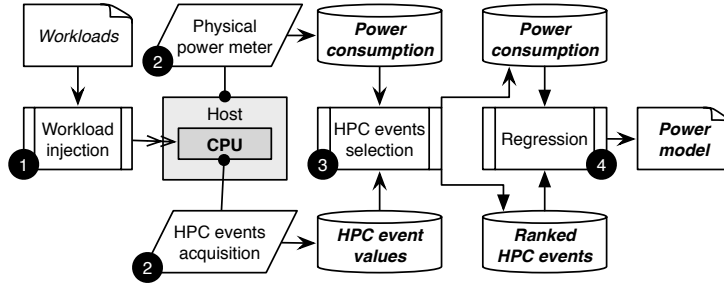 Workloads
Physical
power meter
2
Power
consumption
Power
consumption
Workload
injection
1
Host
CPU
HPC events
selection
3
Regression
4
Power
model
HPC events
acquisition
2
HPC event
values
Ranked
HPC events